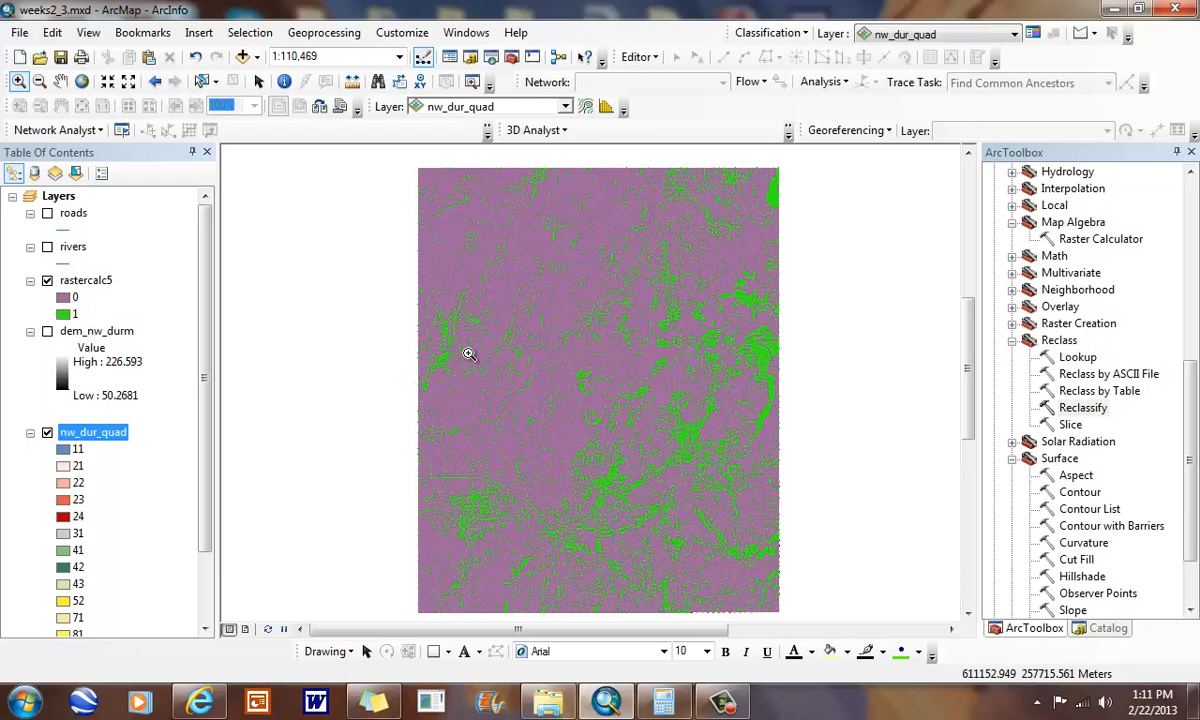 weeks2_3.mxd - ArcMap - ArcInfo
File Edit View Bookmarks Insert Selection Geoprocessing Customize Windows Help
Classification Layer: nw_dur_quad
1:110,469
Editor
100%
Network: Flow Analysis Trace Task: Find Common Ancestors
Layer: nw_dur_quad
Network Analyst 3D Analyst Georeferencing Layer:
Table Of Contents
Layers
roads
rivers
rastercalc5
0
1
dem_nw_durm
Value
High : 226.593
Low : 50.2681
nw_dur_quad
11
21
22
23
24
31
41
42
43
52
71
81
ArcToolbox
Hydrology
Interpolation
Local
Map Algebra
Raster Calculator
Math
Multivariate
Neighborhood
Overlay
Raster Creation
Reclass
Lookup
Reclass by ASCII File
Reclass by Table
Reclassify
Slice
Solar Radiation
Surface
Aspect
Contour
Contour List
Contour with Barriers
Curvature
Cut Fill
Hillshade
Observer Points
Slope
ArcToolbox Catalog
Drawing A Arial 10 B I U A
611152.949 257715.561 Meters
1:11 PM
2/22/2013